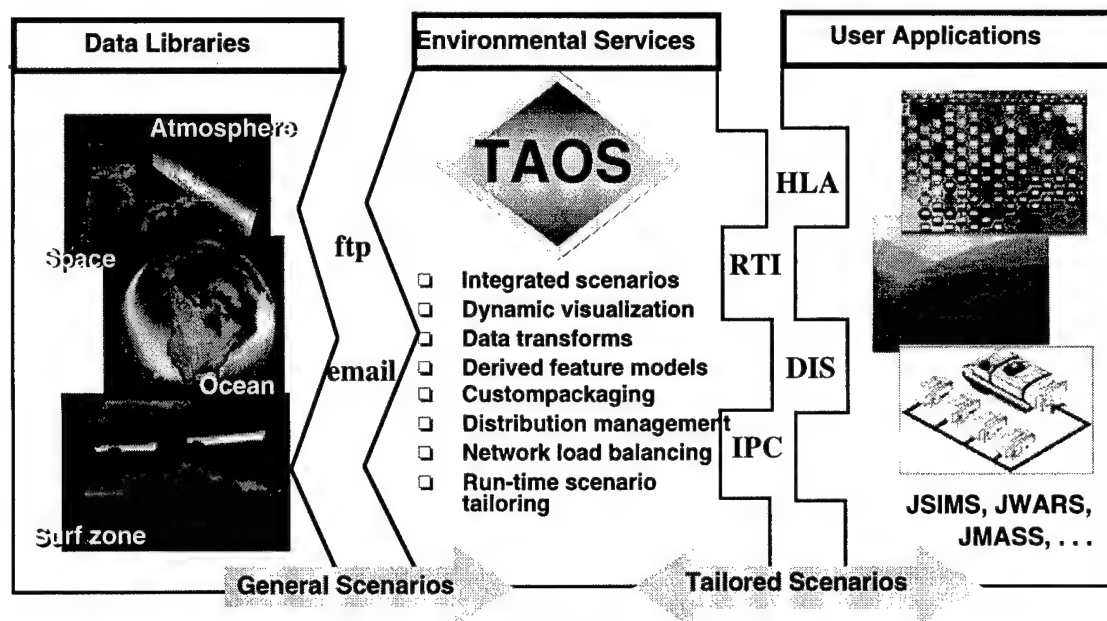 Data Libraries
Environmental Services
User Applications
Atmosphere
Space
Ocean
Surf zone
ftp
email
TAOS
❏ Integrated scenarios
❏ Dynamic visualization
❏ Data transforms
❏ Derived feature models
❏ Custompackaging
❏ Distribution management
❏ Network load balancing
❏ Run-time scenario
tailoring
HLA
RTI
DIS
IPC
JSIMS, JWARS,
JMASS, . . .
General Scenarios
Tailored Scenarios